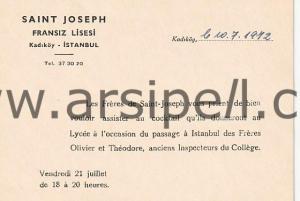 SAINT JOSEPH
FRANSIZ LİSESİ
Kadıköy - İSTANBUL
Tel. 37 30 20
Kadıköy, le 10.7.1972
www.arsipell.com
Les Frères de Saint-Joseph vous prient de bien
vouloir assister au cocktail qu'ils donneront au
Lycée à l'occasion du passage à Istanbul des Frères
Olivier et Théodore, anciens Inspecteurs du Collège.
Vendredi 21 juillet
de 18 à 20 heures.